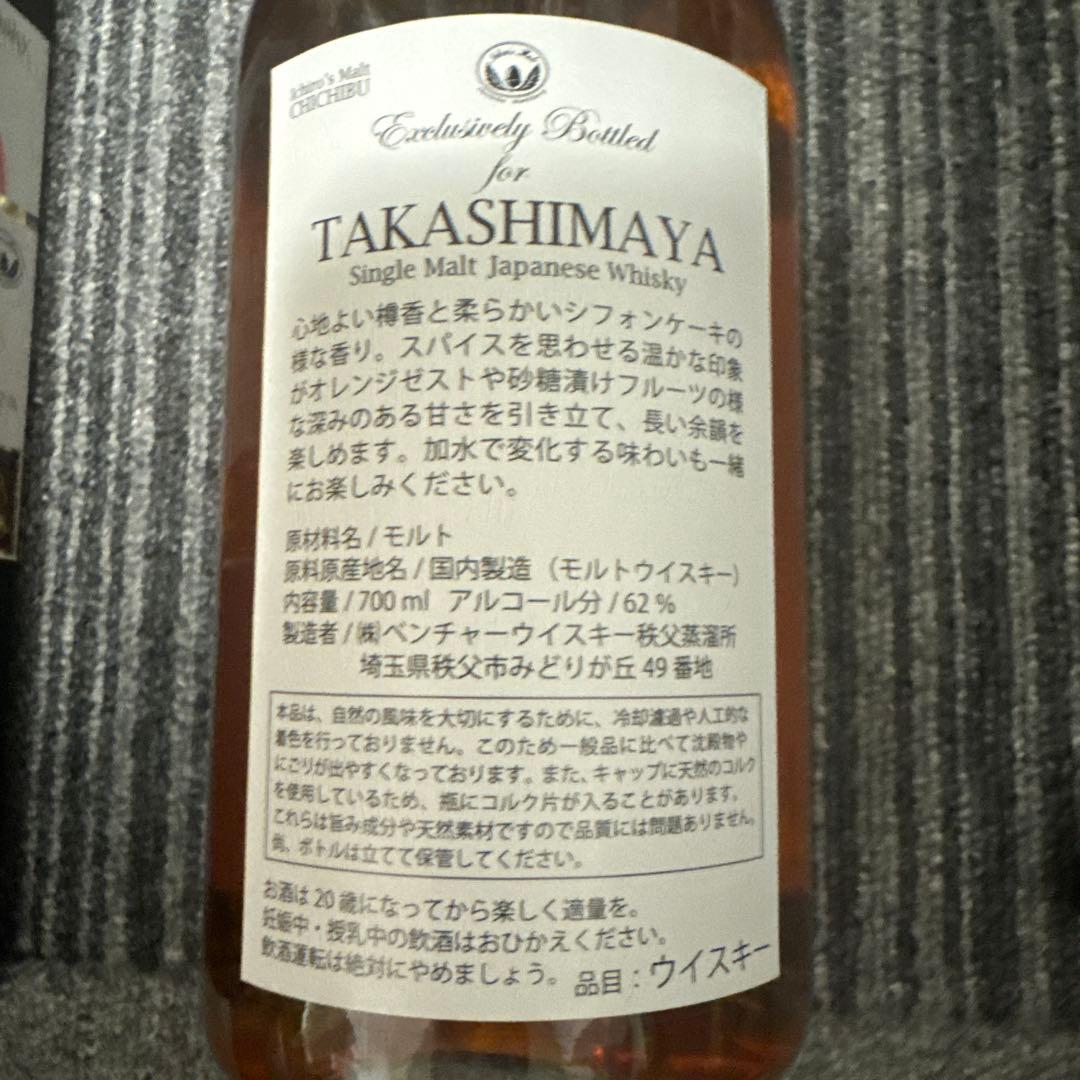 Ichiro's Malt
CHICHIBU
Exclusively Bottled
for
TAKASHIMAYA
Single Malt Japanese Whisky
心地よい樽香と柔らかいシフォンケーキの
様な香り。スパイスを思わせる温かな印象
がオレンジゼストや砂糖漬けフルーツの様
な深みのある甘さを引き立て、長い余韻を
楽しめます。加水で変化する味わいも一緒
にお楽しみください。
原材料名 / モルト
原料原産地名 / 国内製造 (モルトウイスキー)
内容量 / 700 ml アルコール分 / 62 %
製造者 / ㈱ベンチャーウイスキー秩父蒸溜所
埼玉県秩父市みどりが丘 49 番地
本品は、自然の風味を大切にするために、冷却濾過や人工的な
着色を行っておりません。このため一般品に比べて沈殿物や
にごりが出やすくなっております。また、キャップに天然のコルク
を使用しているため、瓶にコルク片が入ることがあります。
これらは旨み成分や天然素材ですので品質には問題ありません。
尚、ボトルは立てて保管してください。
お酒は 20 歳になってから楽しく適量を。
妊娠中・授乳中の飲酒はおひかえください。
飲酒運転は絶対にやめましょう。 品目：ウイスキー